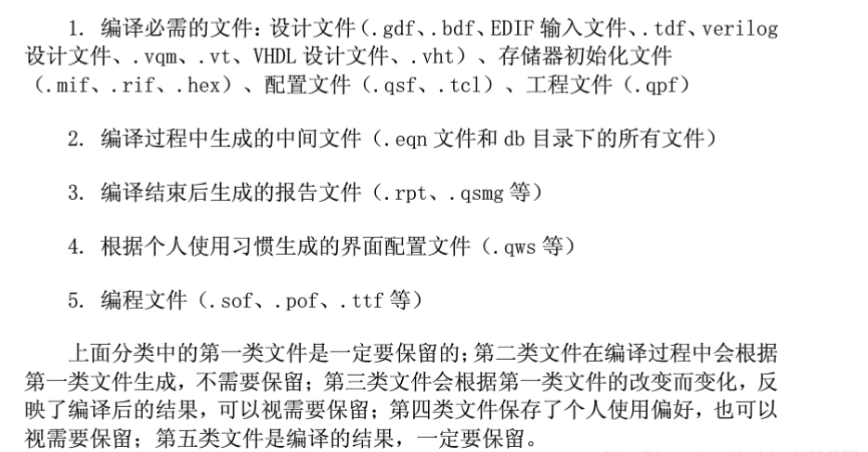 1. 编译必需的文件：设计文件（.gdf、.bdf、EDIF 输入文件、.tdf、verilog
设计文件、.vqm、.vt、VHDL 设计文件、.vht）、存储器初始化文件
（.mif、.rif、.hex）、配置文件（.qsf、.tcl）、工程文件（.qpf）
2. 编译过程中生成的中间文件（.eqn 文件和 db 目录下的所有文件）
3. 编译结束后生成的报告文件（.rpt、.qsmg 等）
4. 根据个人使用习惯生成的界面配置文件（.qws 等）
5. 编程文件（.sof、.pof、.ttf 等）
上面分类中的第一类文件是一定要保留的；第二类文件在编译过程中会根据
第一类文件生成，不需要保留；第三类文件会根据第一类文件的改变而变化，反
映了编译后的结果，可以视需要保留；第四类文件保存了个人使用偏好，也可以
视需要保留；第五类文件是编译的结果，一定要保留。